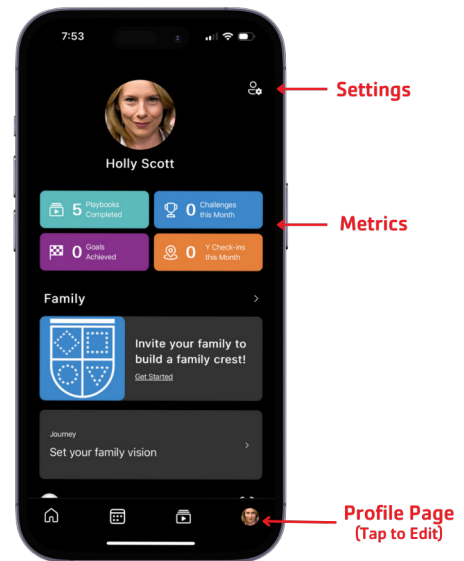 7:53
Settings
Holly Scott
5 Playbooks
Completed
0 Challenges
this Month
Metrics
0 Goals
Achieved
0 Y Check-ins
this Month
Family
Invite your family to
build a family crest!
Get Started
Journey
Set your family vision
Profile Page
(Tap to Edit)